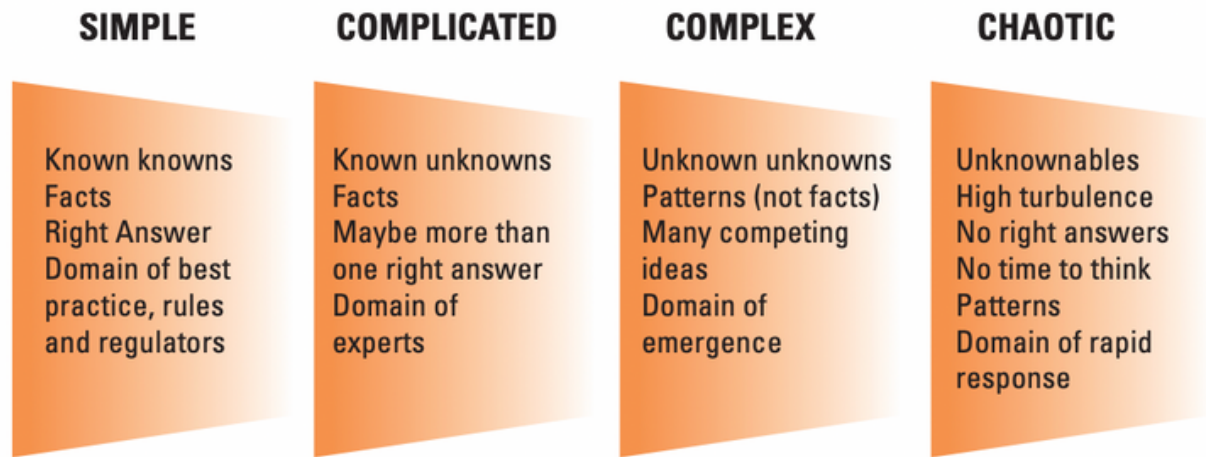 SIMPLE
Known knowns
Facts
Right Answer
Domain of best
practice, rules
and regulators
COMPLICATED
Known unknowns
Facts
Maybe more than
one right answer
Domain of
experts
COMPLEX
Unknown unknowns
Patterns (not facts)
Many competing
ideas
Domain of
emergence
CHAOTIC
Unknownables
High turbulence
No right answers
No time to think
Patterns
Domain of rapid
response